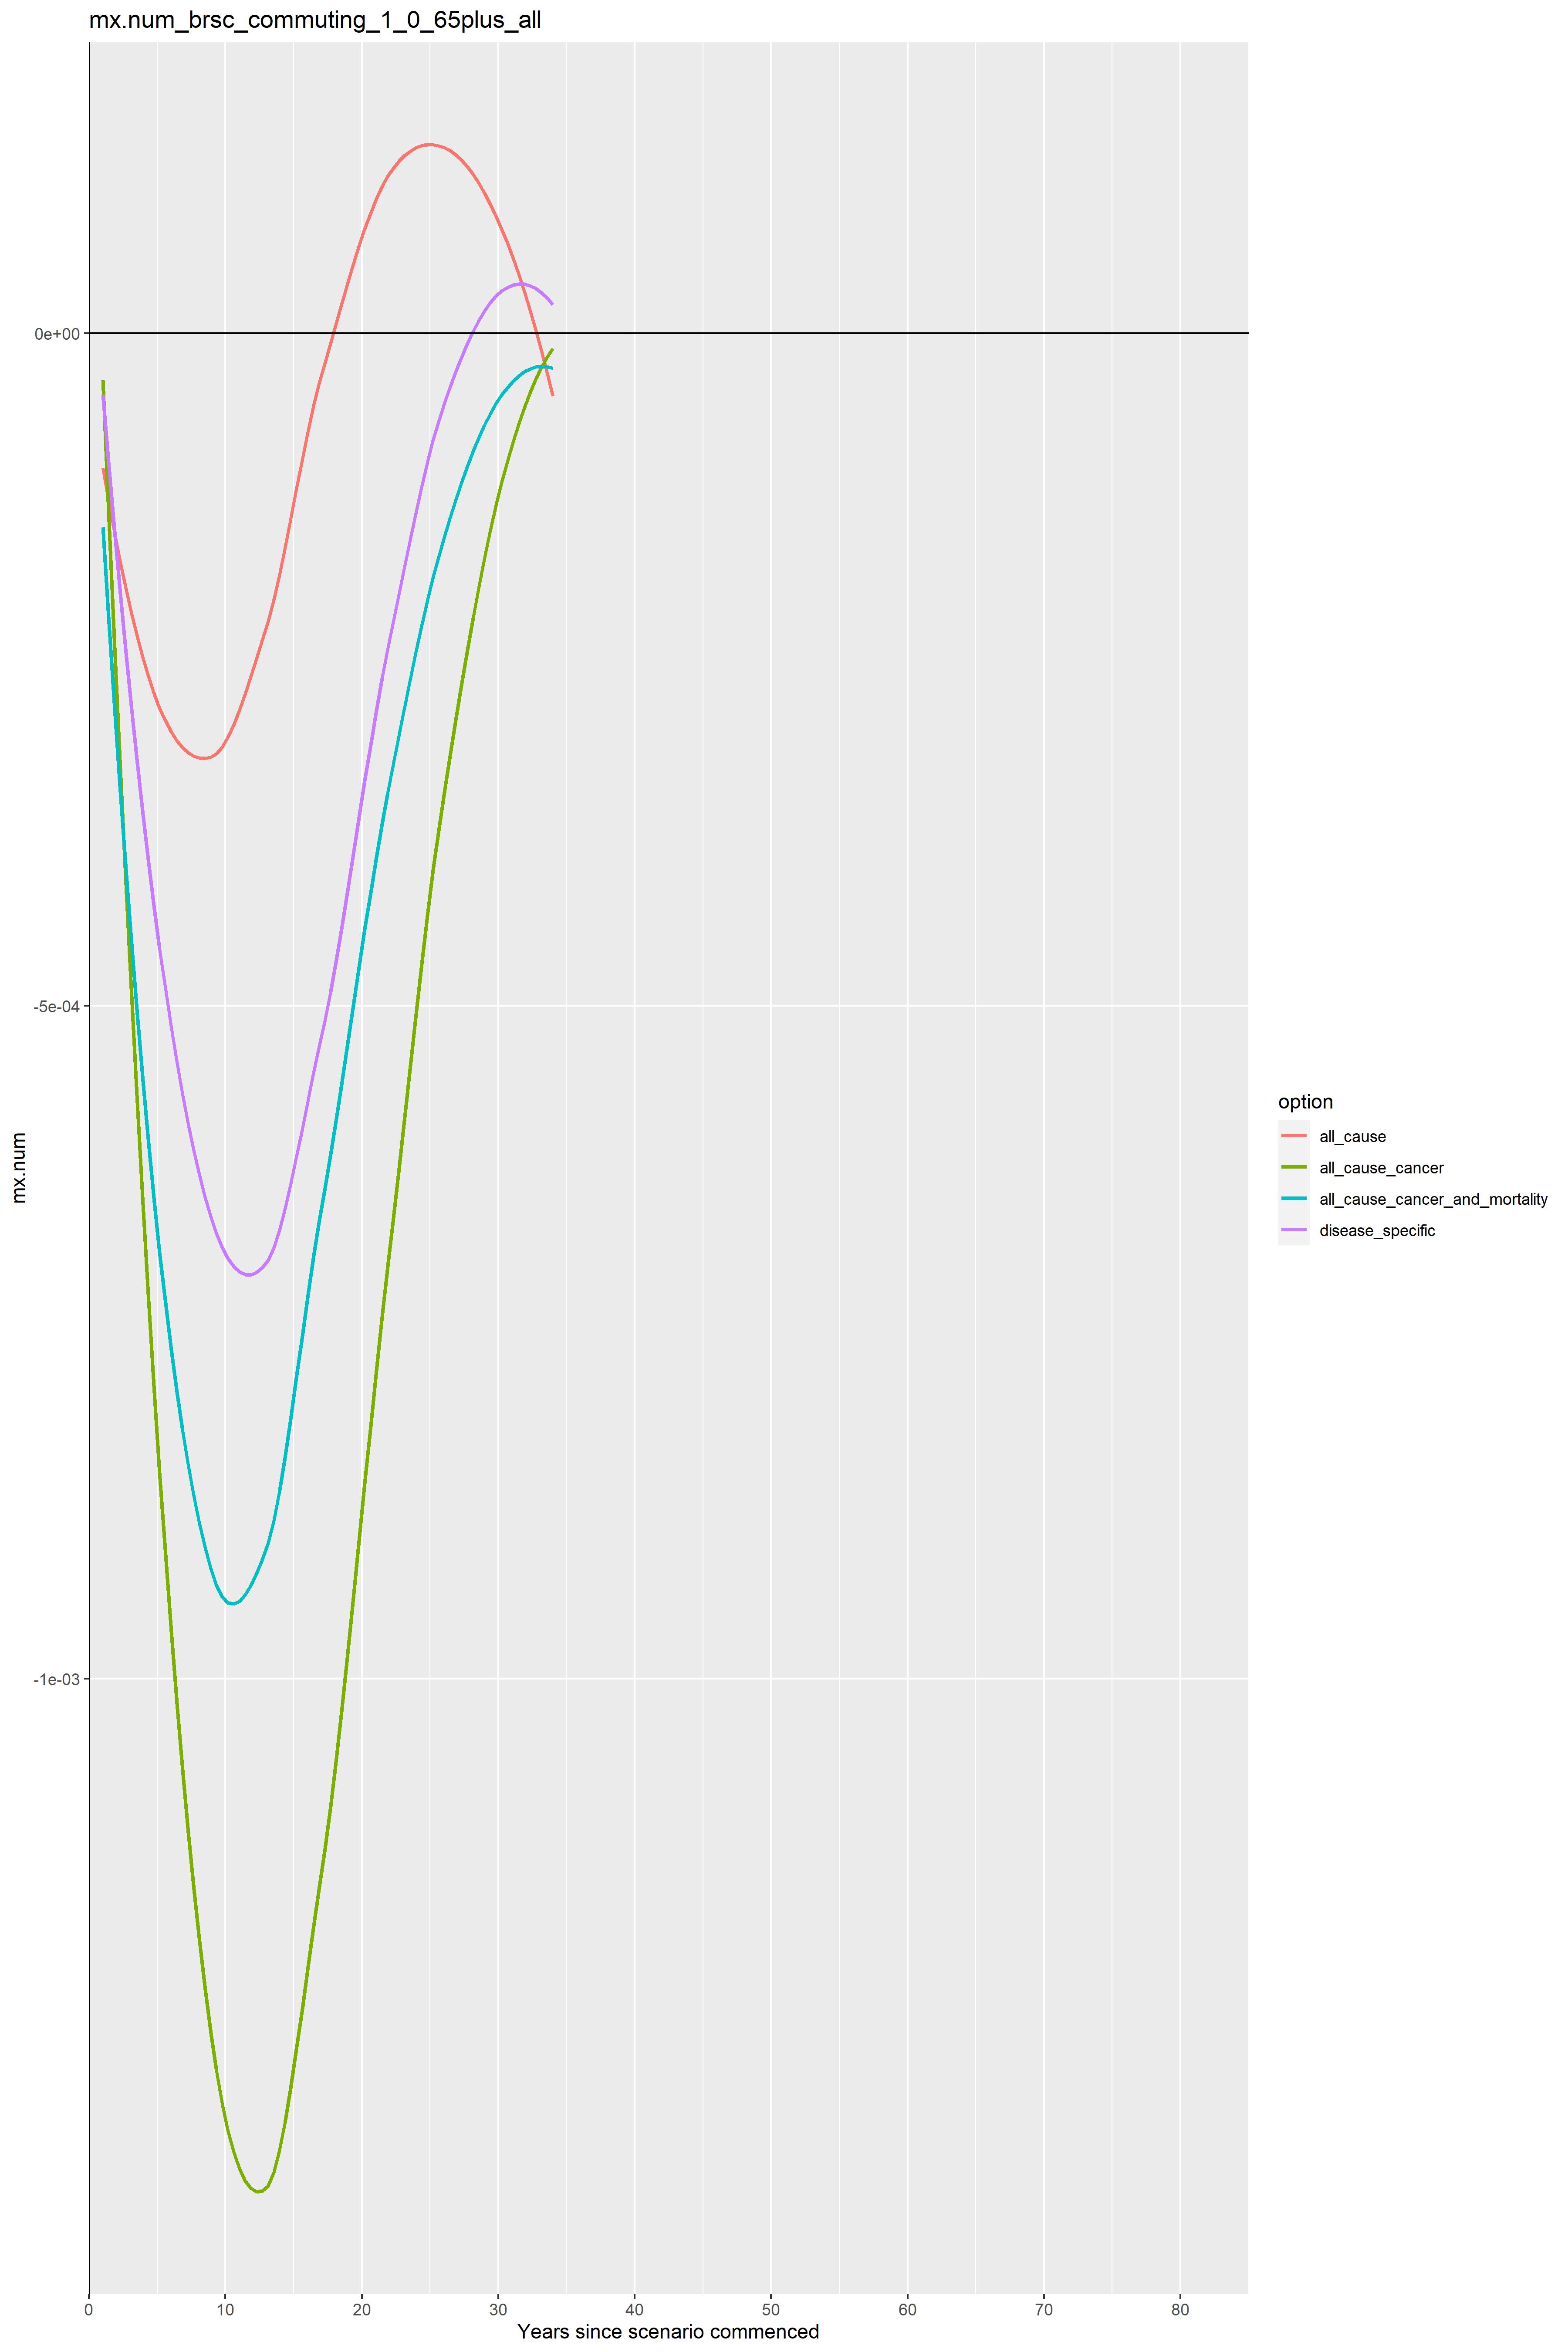 mx.num_brsc_commuting_1_0_65plus_all
0e+00
-5e-04
-1e-03
mx.num
0 10 20 30 40 50 60 70 80
Years since scenario commenced
option
all_cause
all_cause_cancer
all_cause_cancer_and_mortality
disease_specific